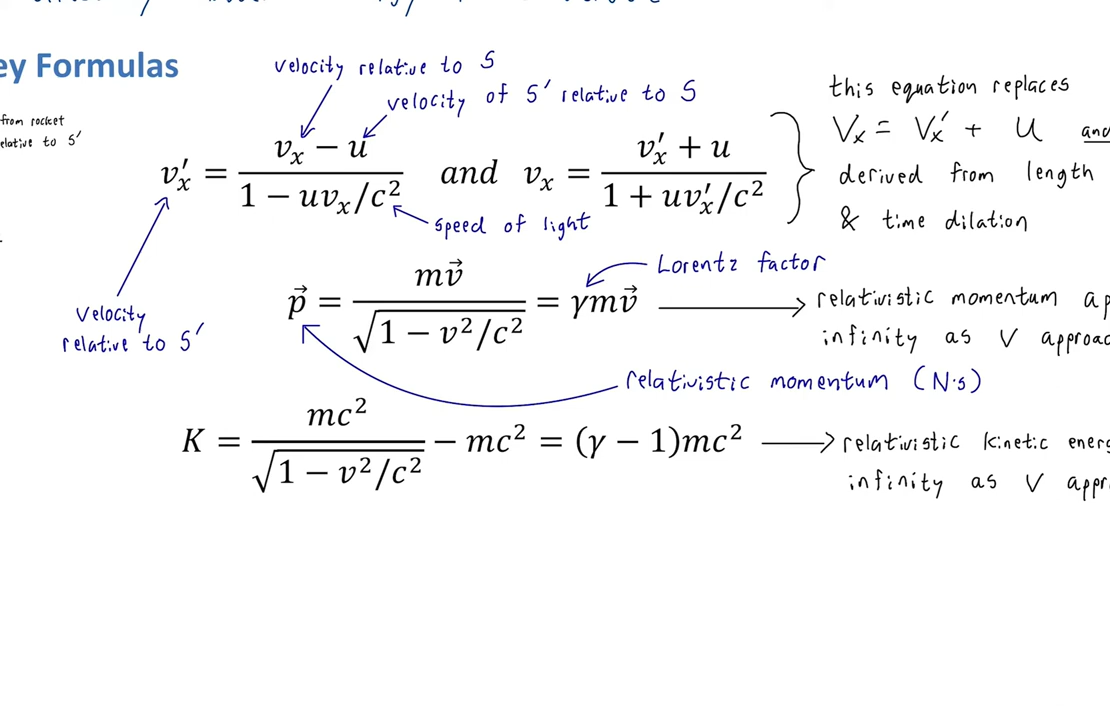 ey Formulas
velocity relative to S
velocity of S' relative to S
from rocket
elative to S'
v'_x = (v_x − u) / (1 − uv_x/c²) and v_x = (v'_x + u) / (1 + uv'_x/c²)
this equation replaces
V_x = V_x' + U and
derived from length
& time dilation
speed of light
Velocity
relative to S'
Lorentz factor
p⃗ = mv⃗ / √(1 − v²/c²) = γmv⃗
relativistic momentum ap
infinity as V approac
relativistic momentum (N·s)
K = mc² / √(1 − v²/c²) − mc² = (γ − 1)mc²
relativistic kinetic energ
infinity as V appr